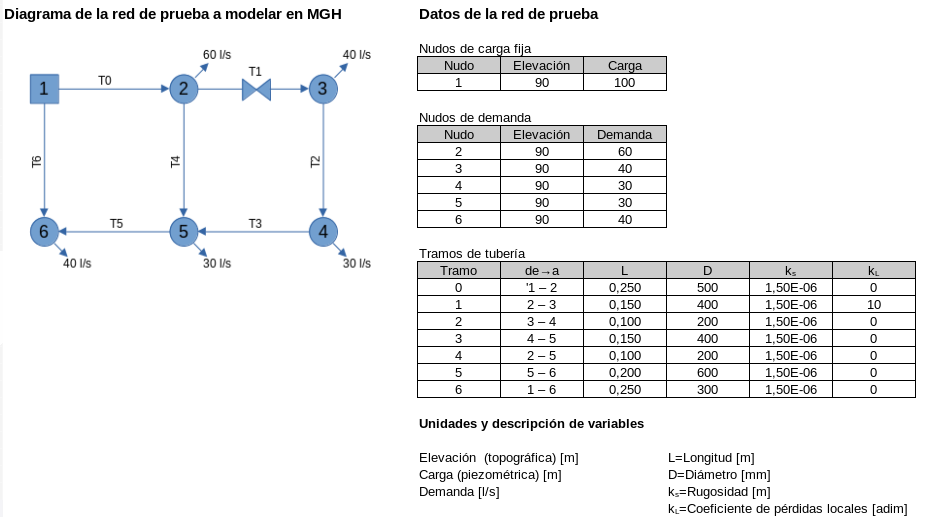 Diagrama de la red de prueba a modelar en MGH
60 l/s
40 l/s
T1
T0
1
2
3
T6
T4
T2
T5
T3
6
5
4
40 l/s
30 l/s
30 l/s
Datos de la red de prueba
Nudos de carga fija
Nudo Elevación Carga
1 90 100
Nudos de demanda
Nudo Elevación Demanda
2 90 60
3 90 40
4 90 30
5 90 30
6 90 40
Tramos de tubería
Tramo de→a L D kₛ k_L
0 '1 – 2 0,250 500 1,50E-06 0
1 2 – 3 0,150 400 1,50E-06 10
2 3 – 4 0,100 200 1,50E-06 0
3 4 – 5 0,150 400 1,50E-06 0
4 2 – 5 0,100 200 1,50E-06 0
5 5 – 6 0,200 600 1,50E-06 0
6 1 – 6 0,250 300 1,50E-06 0
Unidades y descripción de variables
Elevación (topográfica) [m]
Carga (piezométrica) [m]
Demanda [l/s]
L=Longitud [m]
D=Diámetro [mm]
kₛ=Rugosidad [m]
k_L=Coeficiente de pérdidas locales [adim]